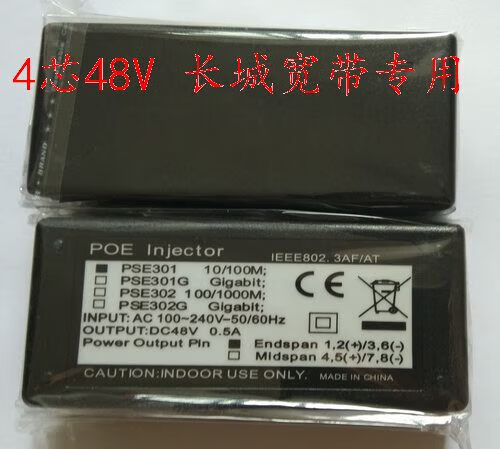 4芯48V 长城宽带专用
BRAND
POE Injector
IEEE802.3AF/AT
PSE301 10/100M;
PSE301G Gigabit;
PSE302 100/1000M;
PSE302G Gigabit;
INPUT: AC 100~240V-50/60Hz
OUTPUT:DC48V 0.5A
Power Output Pin
Endspan 1,2(+)/3,6(-)
Midspan 4,5(+)/7,8(-)
CAUTION:INDOOR USE ONLY.
MADE IN CHINA
CE